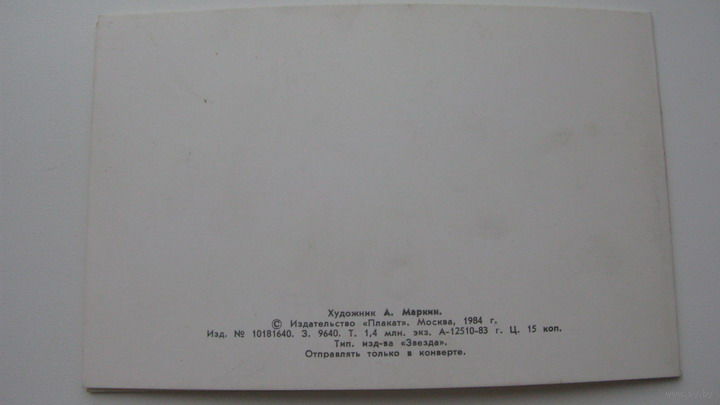 Художник А. Маркин.
© Издательство «Плакат». Москва, 1984 г.
Изд. № 10181640. З. 9640. Т. 1,4 млн. экз. А-12510-83 г. Ц. 15 коп.
Тип. изд-ва «Звезда».
Отправлять только в конверте.